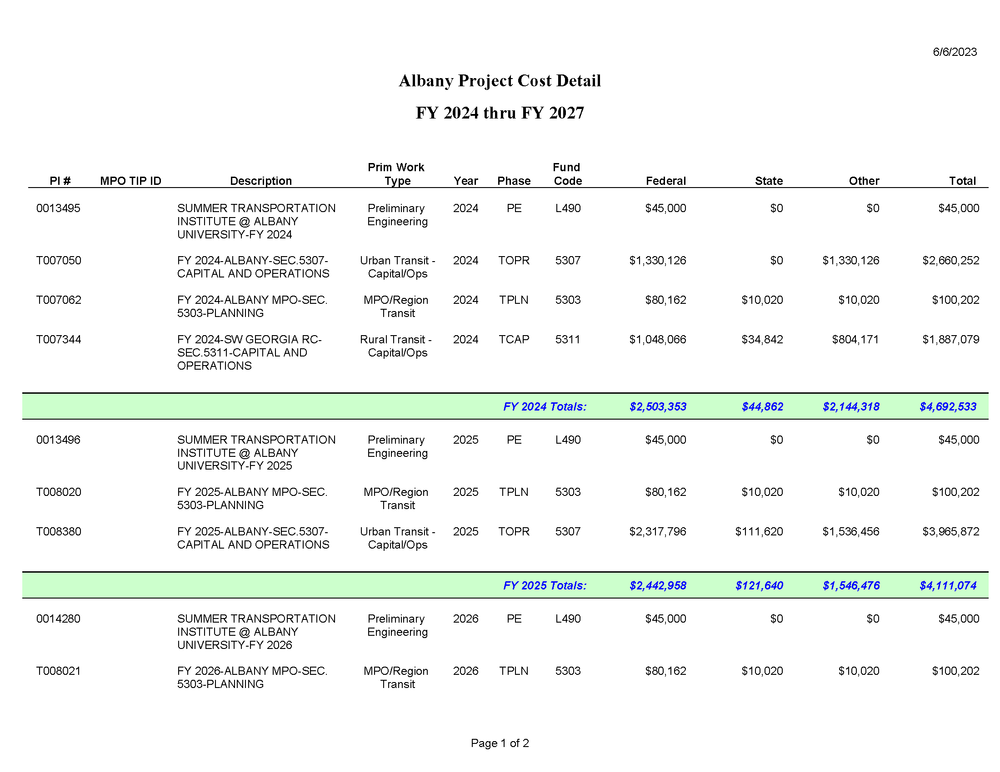 6/6/2023
Albany Project Cost Detail
FY 2024 thru FY 2027
Prim Work Fund
PI # MPO TIP ID Description Type Year Phase Code Federal State Other Total
0013495 SUMMER TRANSPORTATION Preliminary 2024 PE L490 $45,000 $0 $0 $45,000
INSTITUTE @ ALBANY Engineering
UNIVERSITY-FY 2024
T007050 FY 2024-ALBANY-SEC.5307- Urban Transit - 2024 TOPR 5307 $1,330,126 $0 $1,330,126 $2,660,252
CAPITAL AND OPERATIONS Capital/Ops
T007062 FY 2024-ALBANY MPO-SEC. MPO/Region 2024 TPLN 5303 $80,162 $10,020 $10,020 $100,202
5303-PLANNING Transit
T007344 FY 2024-SW GEORGIA RC- Rural Transit - 2024 TCAP 5311 $1,048,066 $34,842 $804,171 $1,887,079
SEC.5311-CAPITAL AND Capital/Ops
OPERATIONS
FY 2024 Totals: $2,503,353 $44,862 $2,144,318 $4,692,533
0013496 SUMMER TRANSPORTATION Preliminary 2025 PE L490 $45,000 $0 $0 $45,000
INSTITUTE @ ALBANY Engineering
UNIVERSITY-FY 2025
T008020 FY 2025-ALBANY MPO-SEC. MPO/Region 2025 TPLN 5303 $80,162 $10,020 $10,020 $100,202
5303-PLANNING Transit
T008380 FY 2025-ALBANY-SEC.5307- Urban Transit - 2025 TOPR 5307 $2,317,796 $111,620 $1,536,456 $3,965,872
CAPITAL AND OPERATIONS Capital/Ops
FY 2025 Totals: $2,442,958 $121,640 $1,546,476 $4,111,074
0014280 SUMMER TRANSPORTATION Preliminary 2026 PE L490 $45,000 $0 $0 $45,000
INSTITUTE @ ALBANY Engineering
UNIVERSITY-FY 2026
T008021 FY 2026-ALBANY MPO-SEC. MPO/Region 2026 TPLN 5303 $80,162 $10,020 $10,020 $100,202
5303-PLANNING Transit
Page 1 of 2